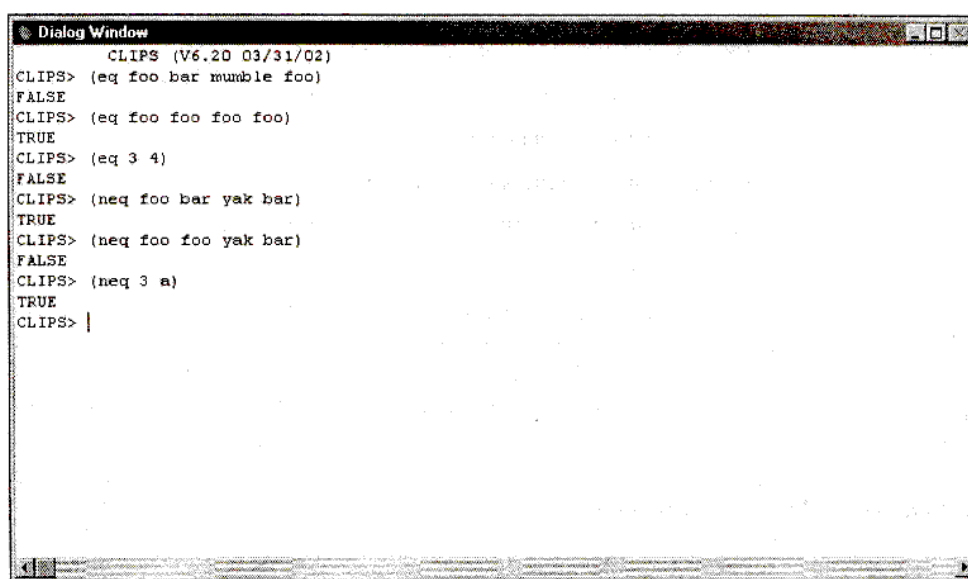 Dialog Window
CLIPS (V6.20 03/31/02)
CLIPS> (eq foo bar mumble foo)
FALSE
CLIPS> (eq foo foo foo foo)
TRUE
CLIPS> (eq 3 4)
FALSE
CLIPS> (neq foo bar yak bar)
TRUE
CLIPS> (neq foo foo yak bar)
FALSE
CLIPS> (neq 3 a)
TRUE
CLIPS>